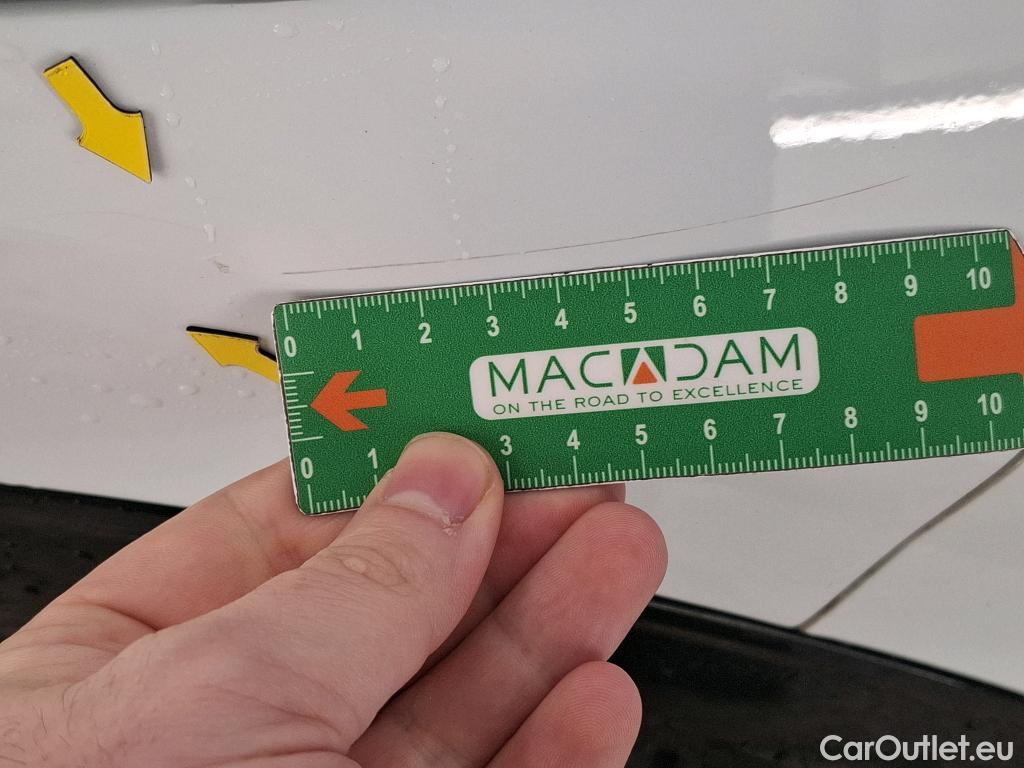 0 1 2 3 4 5 6 7 8 9 10
MACADAM
ON THE ROAD TO EXCELLENCE
0 1 3 4 5 6 7 8 9 10
CarOutlet.eu